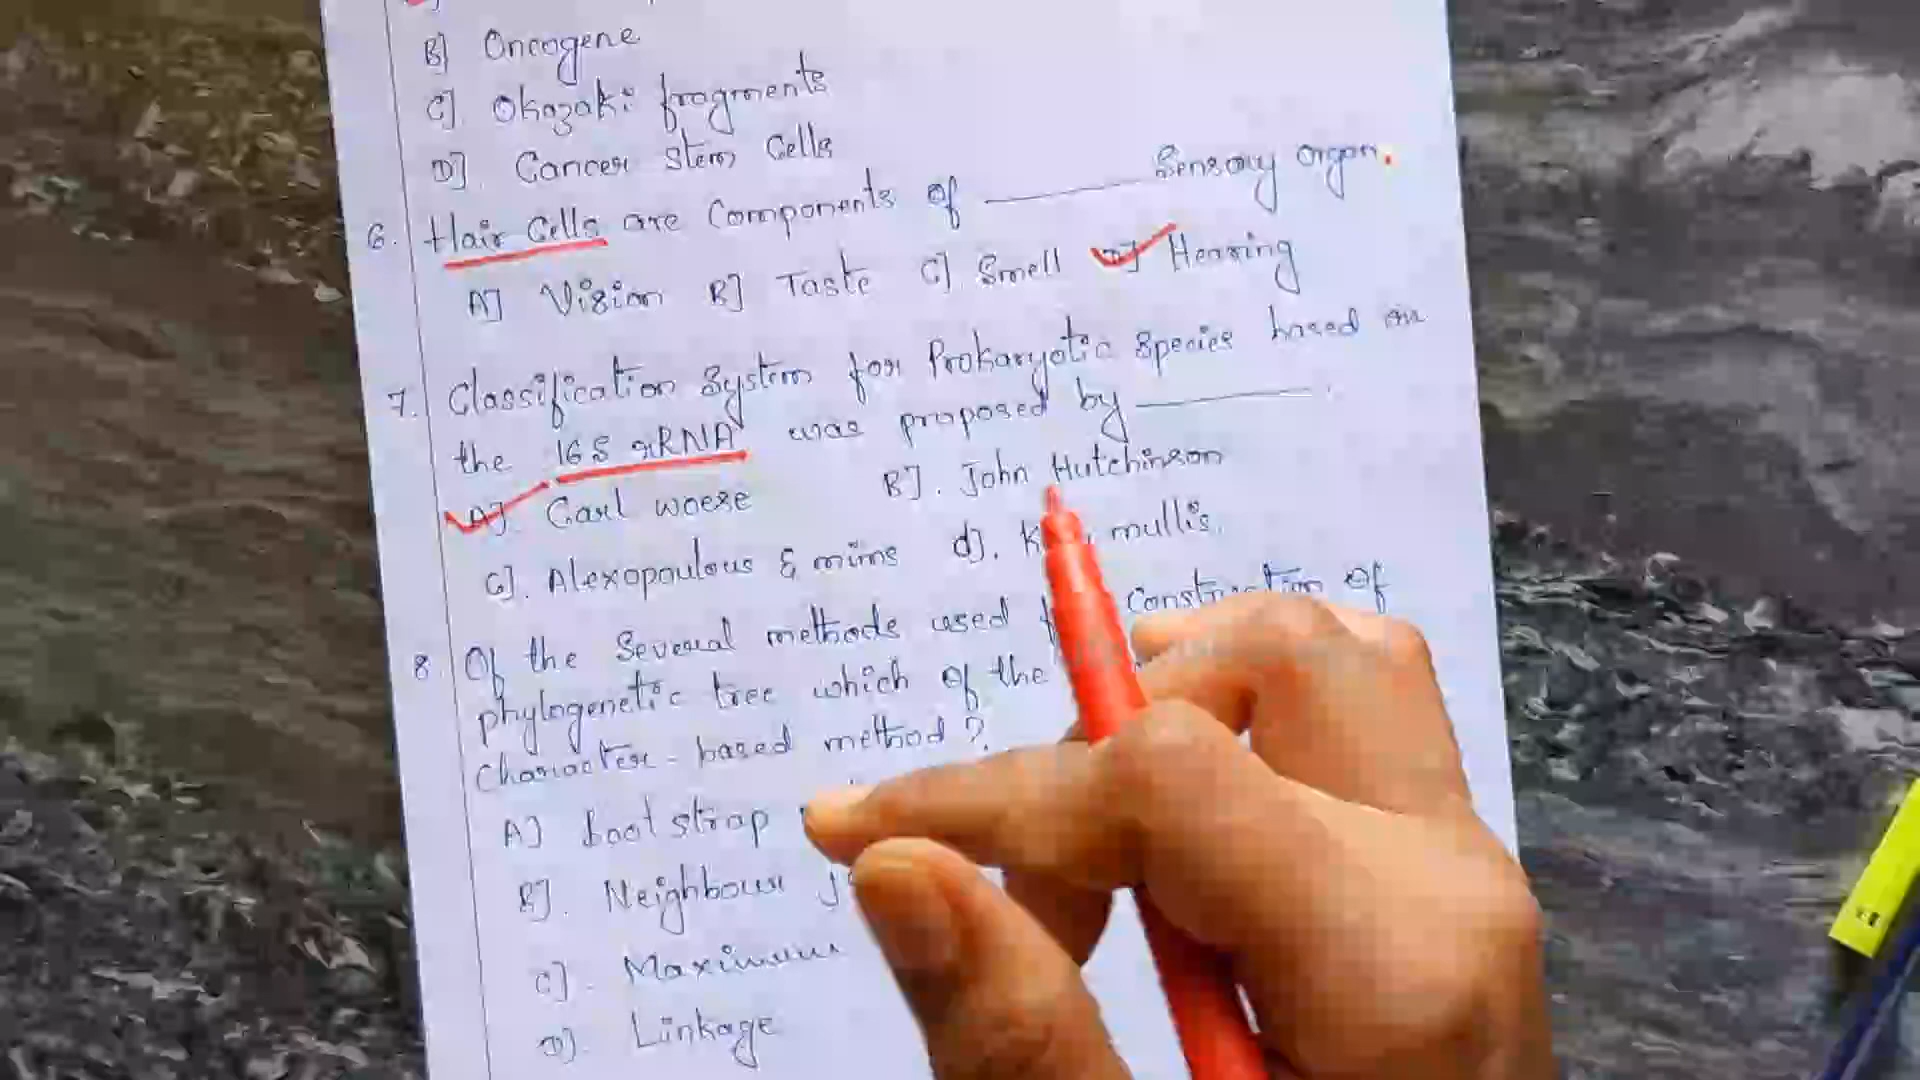 B] Oncogene
C]. Okazaki fragments
D]. Cancer Stem Cells
6. Hair Cells are Components of ______ Sensory organ.
A] Vision B] Taste C]. Smell D] Hearing
7. Classification System for Prokaryotic Species based on
the 16S rRNA was proposed by ______.
A]. Carl woese B]. John Hutchinson
C]. Alexopoulous & mims d]. mullis.
8. Of the Several methods used Construction of
phylogenetic tree which of the
Character-based method?
A] boot strap
B]. Neighbour
C]. Maximum
D]. Linkage